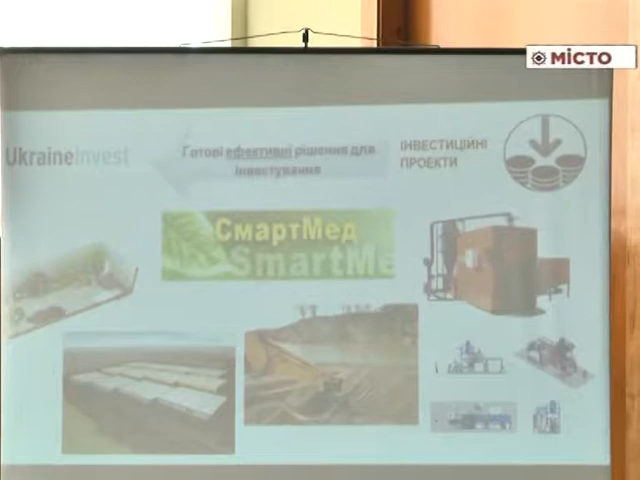 МІСТО
UkraineInvest
Готові ефективні рішення для
інвестування
ІНВЕСТИЦІЙНІ
ПРОЕКТИ
СмартМед
SmartMe